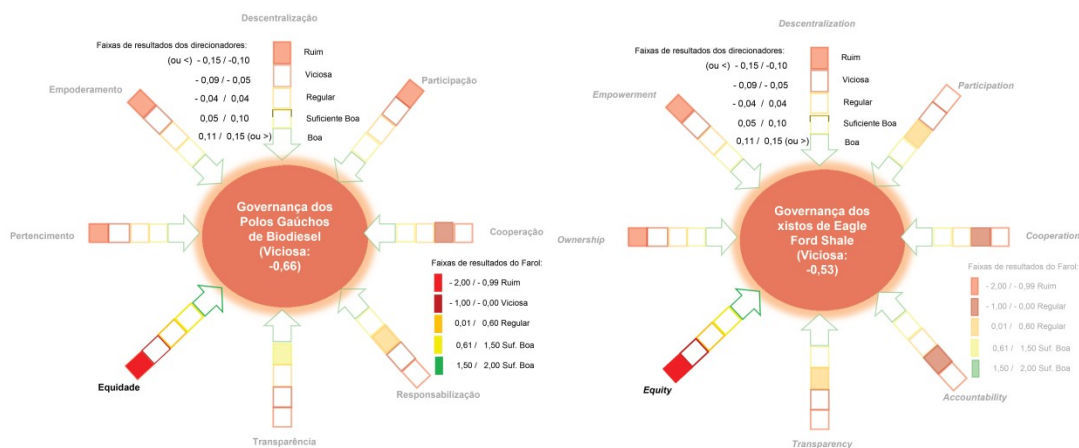 Descentralização
Faixas de resultados dos direcionadores:
(ou <) - 0,15 / -0,10
- 0,09 / - 0,05
- 0,04 / 0,04
0,05 / 0,10
0,11 / 0,15 (ou >)
Ruim
Viciosa
Regular
Suficiente Boa
Boa
Empoderamento
Participação
Pertencimento
Governança dos
Polos Gaúchos
de Biodiesel
(Viciosa:
-0,66)
Cooperação
Faixas de resultados do Farol:
- 2,00 / - 0,99 Ruim
- 1,00 / - 0,00 Viciosa
0,01 / 0,60 Regular
0,61 / 1,50 Suf. Boa
1,50 / 2,00 Suf. Boa
Equidade
Responsabilização
Transparência
Descentralization
Faixas de resultados dos direcionadores:
(ou <) - 0,15 / -0,10
- 0,09 / - 0,05
- 0,04 / 0,04
0,05 / 0,10
0,11 / 0,15 (ou >)
Ruim
Viciosa
Regular
Suficiente Boa
Boa
Empowerment
Participation
Ownership
Governança dos
xistos de Eagle
Ford Shale
(Viciosa:
-0,53)
Cooperation
Faixas de resultados do Farol:
- 2,00 / - 0,99 Ruim
- 1,00 / - 0,00 Regular
0,01 / 0,60 Regular
0,61 / 1,50 Suf. Boa
1,50 / 2,00 Suf. Boa
Equity
Accountability
Transparency